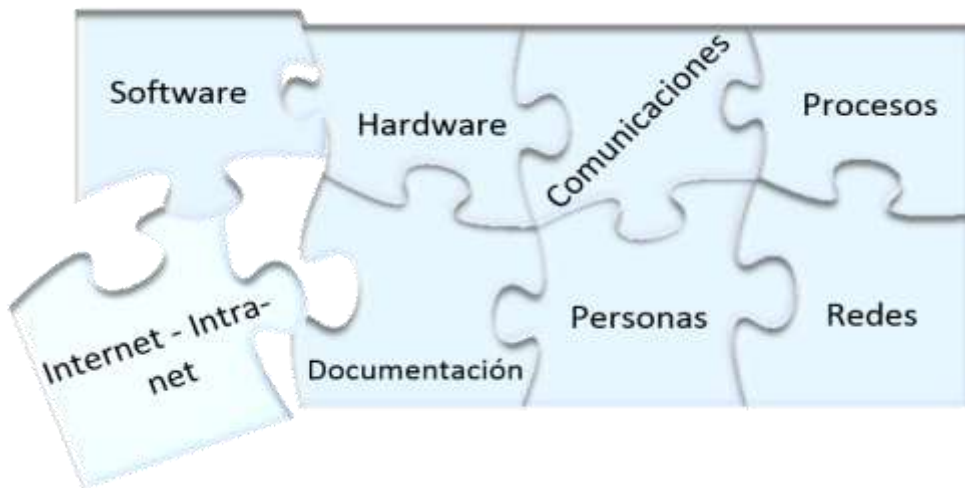 Software
Hardware
Comunicaciones
Procesos
Internet - Intra-
net
Documentación
Personas
Redes